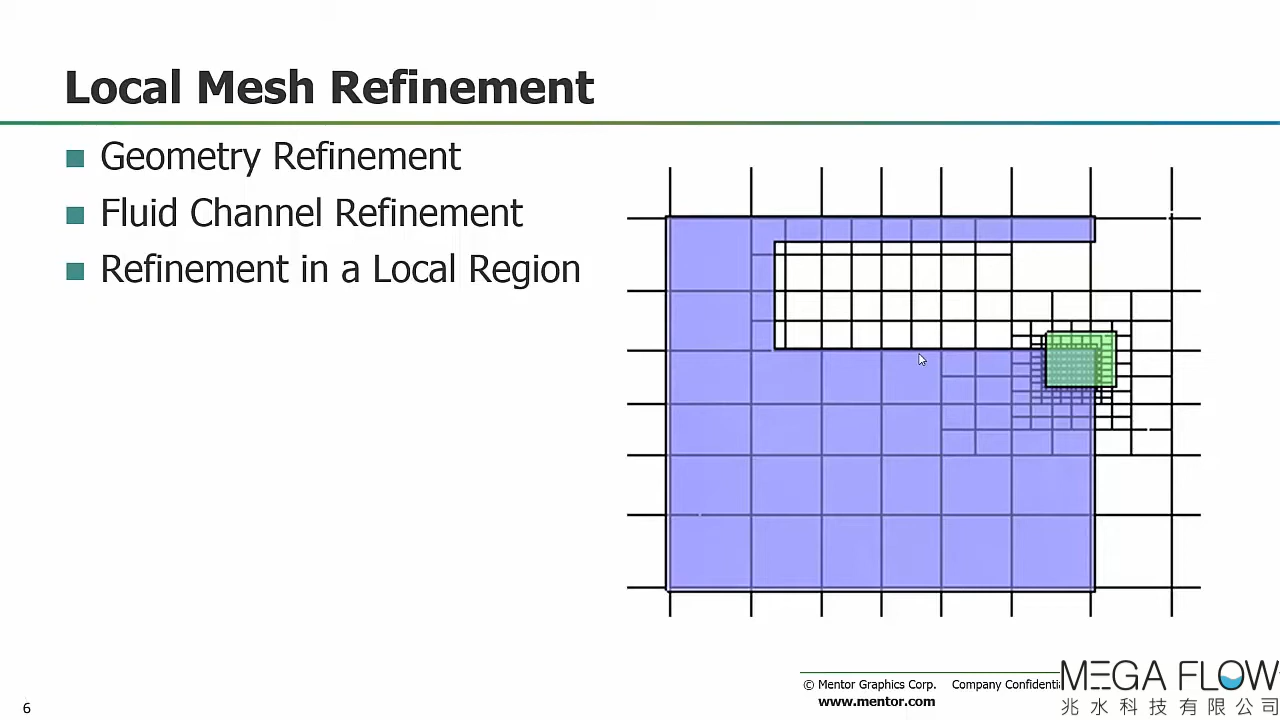 Local Mesh Refinement
Geometry Refinement
Fluid Channel Refinement
Refinement in a Local Region
6
© Mentor Graphics Corp. Company Confidentia
www.mentor.com
MEGA FLOW
兆水科技有限公司